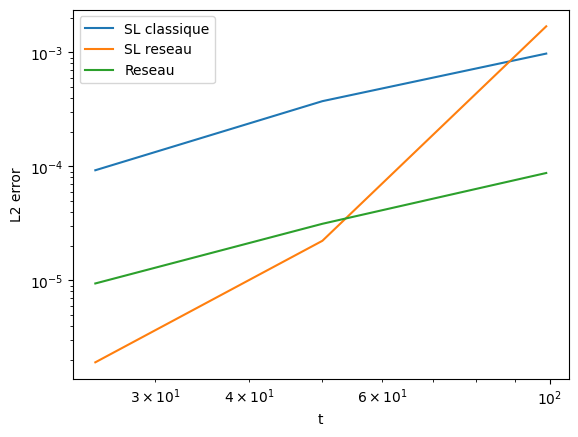 SL classique
SL reseau
Reseau
L2 error
10⁻³
10⁻⁴
10⁻⁵
3 × 10¹
4 × 10¹
6 × 10¹
10²
t